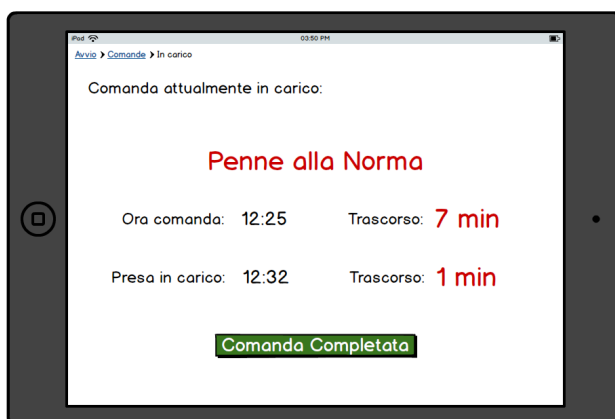 iPod 03:50 PM
Avvio > Comande > In carico
Comanda attualmente in carico:
Penne alla Norma
Ora comanda: 12:25 Trascorso: 7 min
Presa in carico: 12:32 Trascorso: 1 min
Comanda Completata